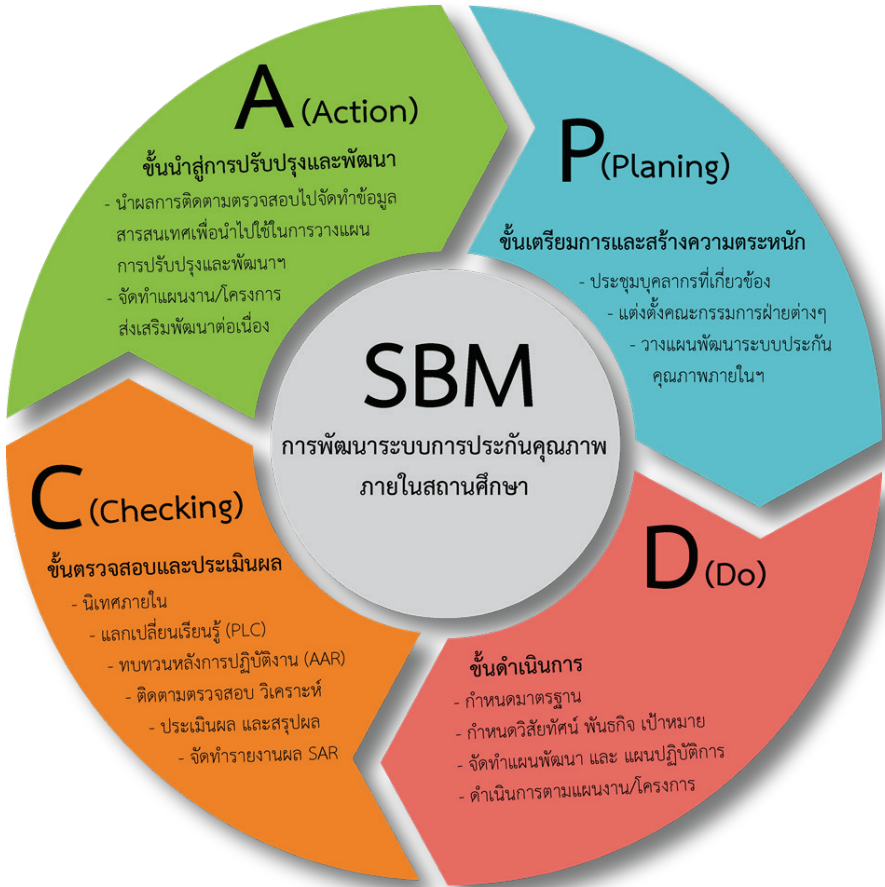 A (Action)
ขั้นนำสู่การปรับปรุงและพัฒนา
- นำผลการติดตามตรวจสอบไปจัดทำข้อมูล
สารสนเทศเพื่อนำไปใช้ในการวางแผน
การปรับปรุงและพัฒนาฯ
- จัดทำแผนงาน/โครงการ
ส่งเสริมพัฒนาต่อเนื่อง
P (Planing)
ขั้นเตรียมการและสร้างความตระหนัก
- ประชุมบุคลากรที่เกี่ยวข้อง
- แต่งตั้งคณะกรรมการฝ่ายต่างๆ
- วางแผนพัฒนาระบบประกัน
คุณภาพภายในฯ
SBM
การพัฒนาระบบการประกันคุณภาพ
ภายในสถานศึกษา
C (Checking)
ขั้นตรวจสอบและประเมินผล
- นิเทศภายใน
- แลกเปลี่ยนเรียนรู้ (PLC)
- ทบทวนหลังการปฏิบัติงาน (AAR)
- ติดตามตรวจสอบ วิเคราะห์
- ประเมินผล และสรุปผล
- จัดทำรายงานผล SAR
D (Do)
ขั้นดำเนินการ
- กำหนดมาตรฐาน
- กำหนดวิสัยทัศน์ พันธกิจ เป้าหมาย
- จัดทำแผนพัฒนา และ แผนปฏิบัติการ
- ดำเนินการตามแผนงาน/โครงการ